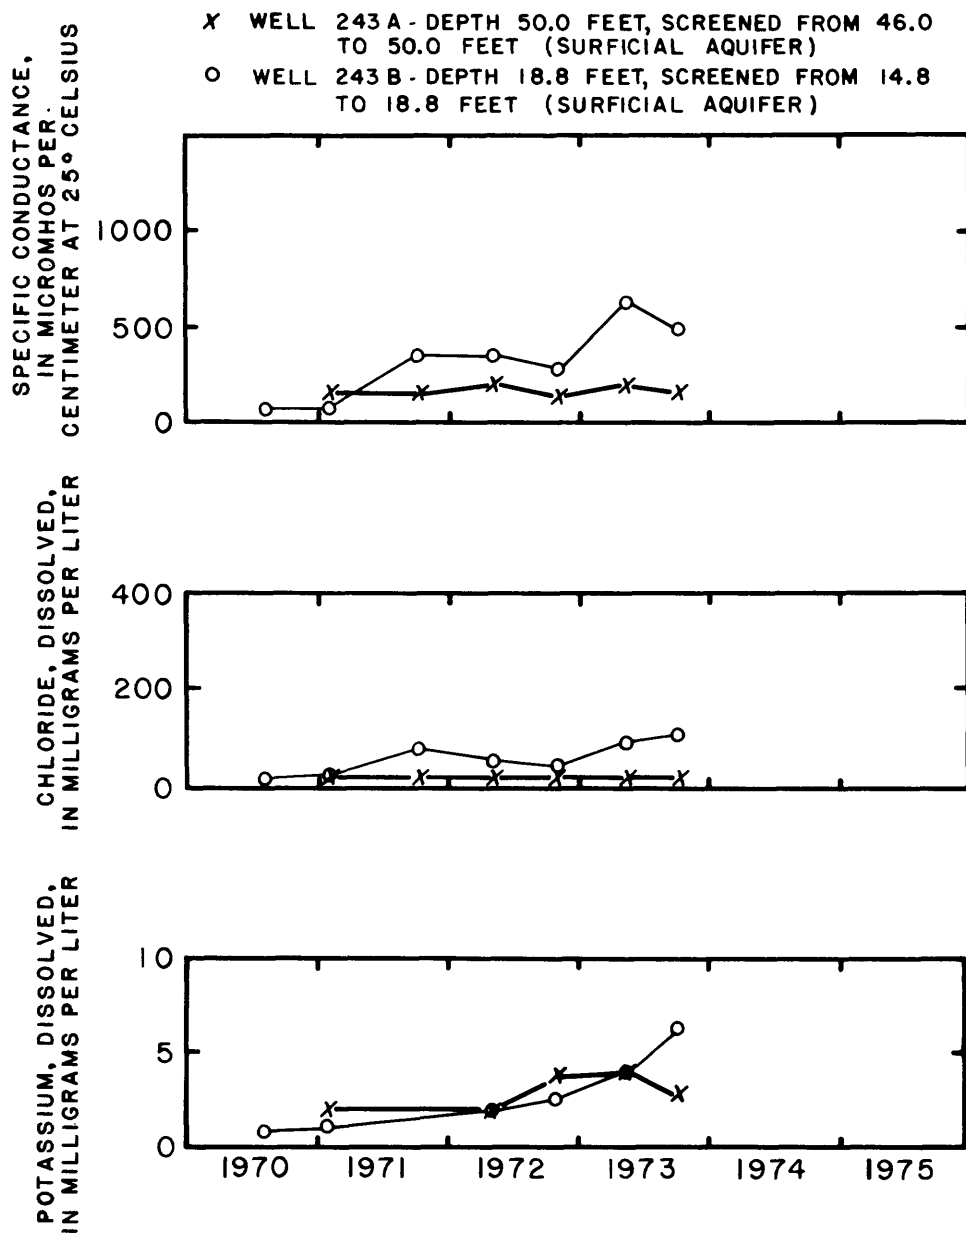 X WELL 243 A - DEPTH 50.0 FEET, SCREENED FROM 46.0
TO 50.0 FEET (SURFICIAL AQUIFER)
O WELL 243 B - DEPTH 18.8 FEET, SCREENED FROM 14.8
TO 18.8 FEET (SURFICIAL AQUIFER)
SPECIFIC CONDUCTANCE,
IN MICROMHOS PER
CENTIMETER AT 25° CELSIUS
1000
500
0
CHLORIDE, DISSOLVED,
IN MILLIGRAMS PER LITER
400
200
0
POTASSIUM, DISSOLVED,
IN MILLIGRAMS PER LITER
10
5
0
1970 1971 1972 1973 1974 1975